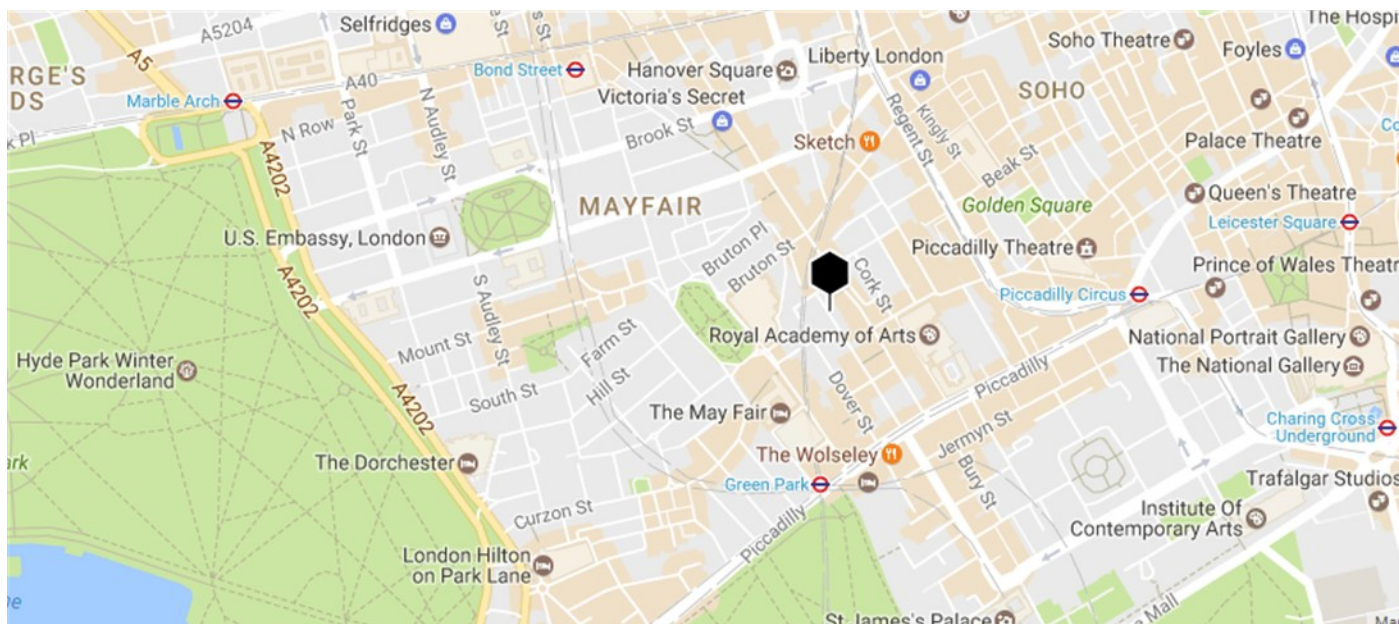 Selfridges
The Hospi
A5204
Soho Theatre
Foyles
Liberty London
A5
RGE'S
DS
Bond Street
Hanover Square
A40
SOHO
Victoria's Secret
Marble Arch
N Row
Park St
N Audley St
Brook St
Regent St
Kingly St
Sketch
Beak St
Palace Theatre
k Pl
A4202
MAYFAIR
Queen's Theatre
Golden Square
Leicester Square
U.S. Embassy, London
Bruton Pl
Bruton St
Piccadilly Theatre
Cork St
Prince of Wales Theatr
A4202
S Audley St
Piccadilly Circus
Royal Academy of Arts
National Portrait Gallery
Mount St
Farm St
Hyde Park Winter
Wonderland
The National Gallery
Hill St
Piccadilly
South St
Dover St
A4202
The May Fair
Jermyn St
Charing Cross
Underground
The Wolseley
The Dorchester
ark
Bury St
Green Park
Trafalgar Studios
Curzon St
Piccadilly
Institute Of
Contemporary Arts
London Hilton
on Park Lane
St James's Palace
e Mall